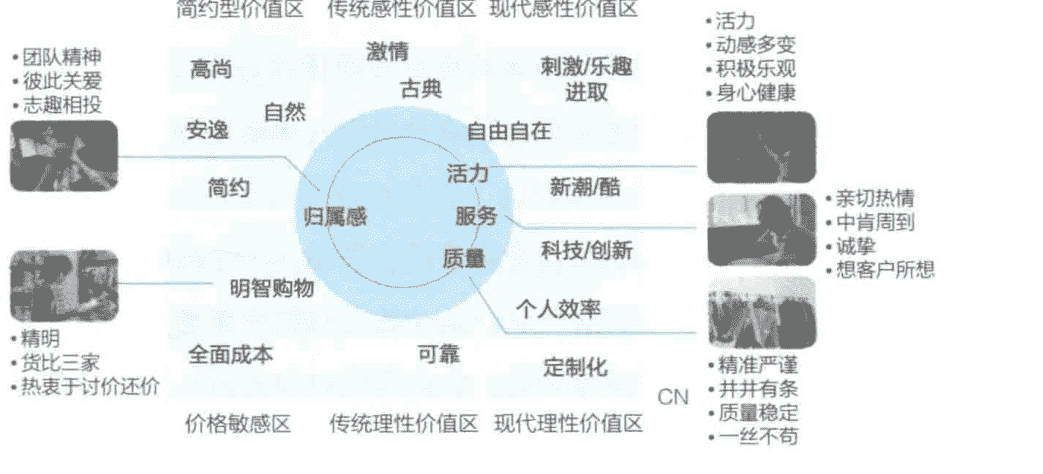 简约型价值区 传统感性价值区 现代感性价值区
• 团队精神
• 彼此关爱
• 志趣相投
高尚
激情
古典
自然
安逸
刺激/乐趣
进取
自由自在
活力
简约
新潮/酷
归属感
服务
科技/创新
质量
明智购物
个人效率
全面成本
可靠
定制化
• 精明
• 货比三家
• 热衷于讨价还价
• 活力
• 动感多变
• 积极乐观
• 身心健康
• 亲切热情
• 中肯周到
• 诚挚
• 想客户所想
• 精准严谨
• 井井有条
• 质量稳定
• 一丝不苟
CN
价格敏感区 传统理性价值区 现代理性价值区